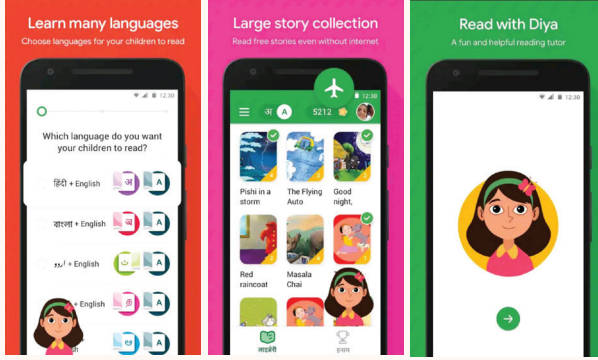 Learn many languages
Choose languages for your children to read
12:30
Which language do you want
your children to read?
हिंदी + English
अ A
বাংলা + English
অ A
اردو + English
A
+ English
த A
A
Large story collection
Read free stories even without internet
12:30
अ A 5212
Pishi in a
storm
The Flying
Auto
Good
night,
Red
raincoat
Masala
Chai
लाइब्रेरी
इनाम
Read with Diya
A fun and helpful reading tutor
12:30